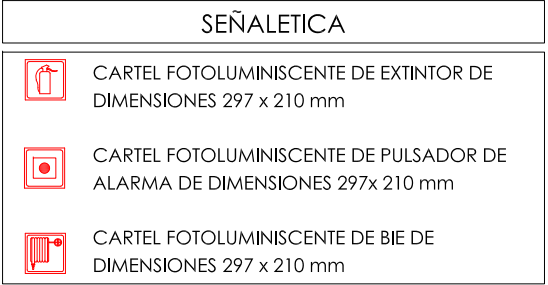 SEÑALETICA
CARTEL FOTOLUMINISCENTE DE EXTINTOR DE
DIMENSIONES 297 x 210 mm
CARTEL FOTOLUMINISCENTE DE PULSADOR DE
ALARMA DE DIMENSIONES 297x 210 mm
CARTEL FOTOLUMINISCENTE DE BIE DE
DIMENSIONES 297 x 210 mm